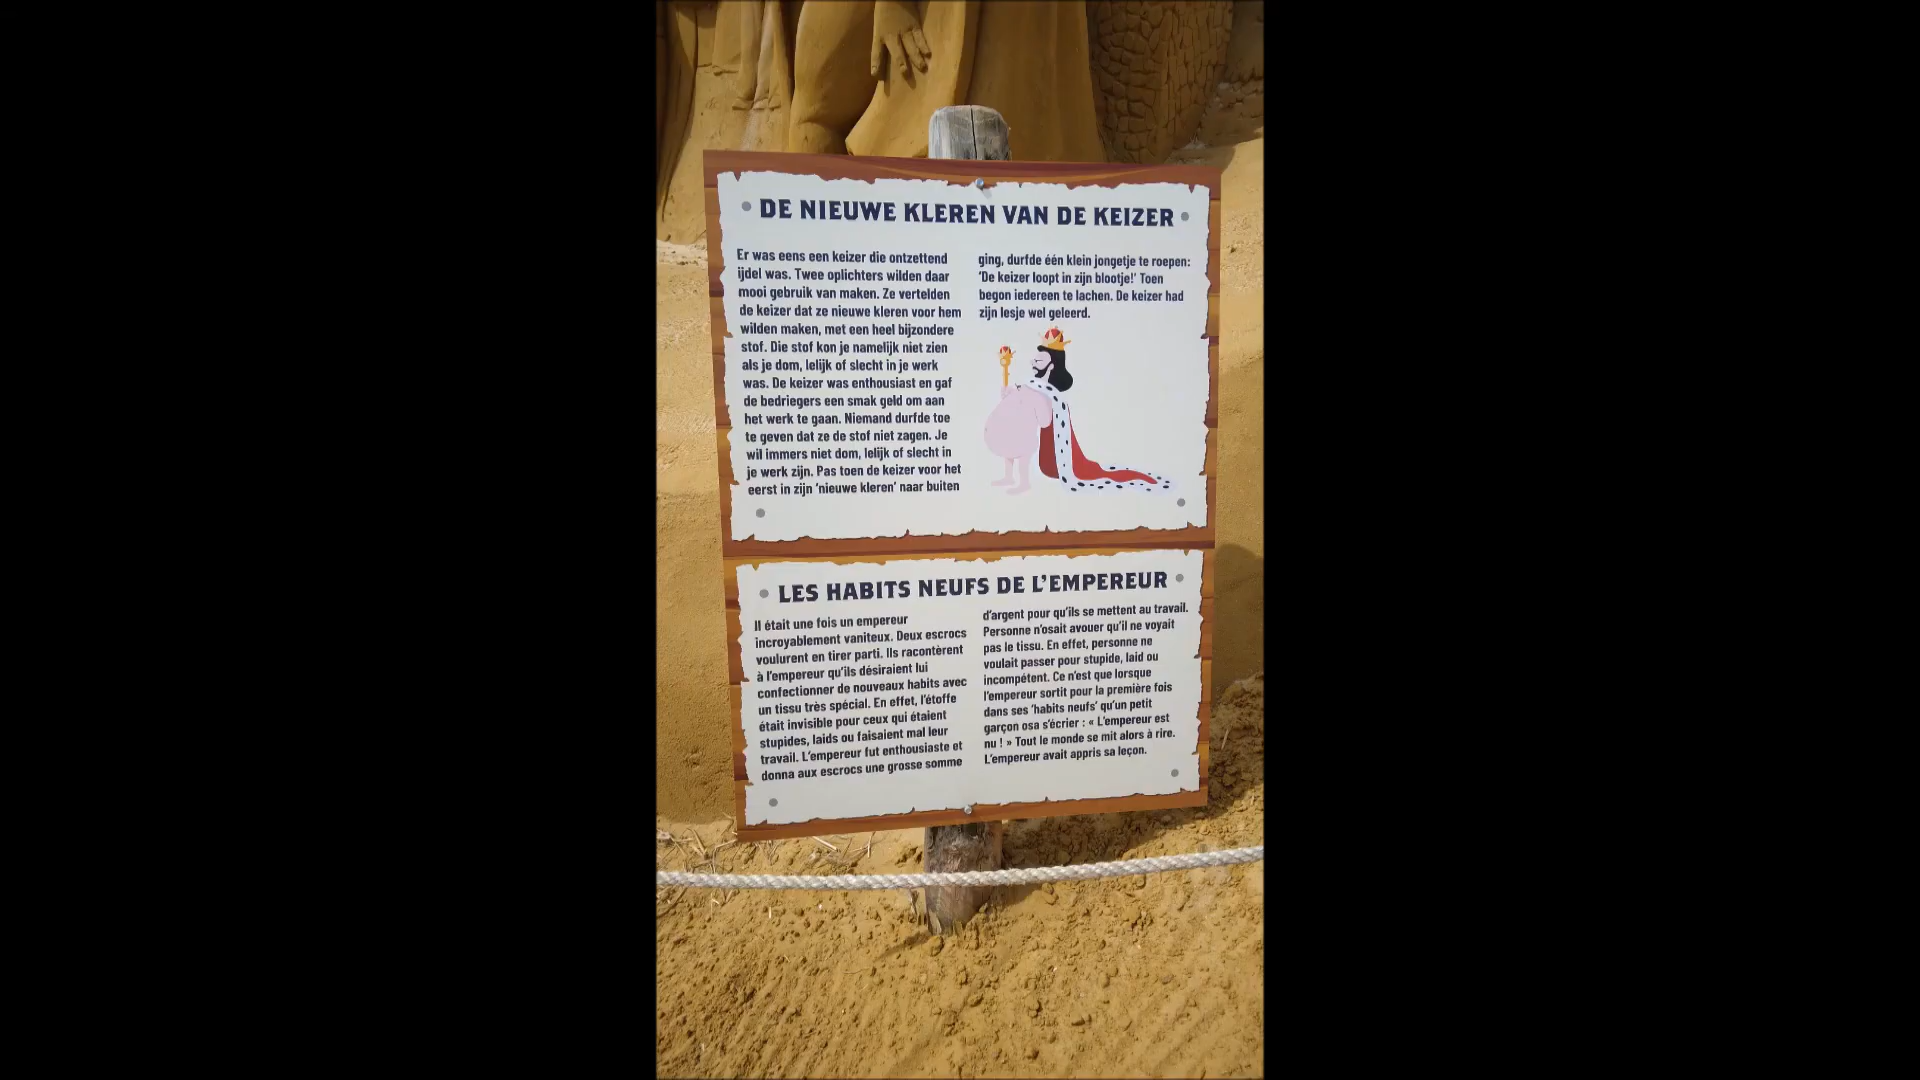 DE NIEUWE KLEREN VAN DE KEIZER
Er was eens een keizer die ontzettend
ijdel was. Twee oplichters wilden daar
mooi gebruik van maken. Ze vertelden
de keizer dat ze nieuwe kleren voor hem
wilden maken, met een heel bijzondere
stof. Die stof kon je namelijk niet zien
als je dom, lelijk of slecht in je werk
was. De keizer was enthousiast en gaf
de bedriegers een smak geld om aan
het werk te gaan. Niemand durfde toe
te geven dat ze de stof niet zagen. Je
wil immers niet dom, lelijk of slecht in
je werk zijn. Pas toen de keizer voor het
eerst in zijn 'nieuwe kleren' naar buiten
ging, durfde één klein jongetje te roepen:
'De keizer loopt in zijn blootje!' Toen
begon iedereen te lachen. De keizer had
zijn lesje wel geleerd.
LES HABITS NEUFS DE L'EMPEREUR
Il était une fois un empereur
incroyablement vaniteux. Deux escrocs
voulurent en tirer parti. Ils racontèrent
à l'empereur qu'ils désiraient lui
confectionner de nouveaux habits avec
un tissu très spécial. En effet, l'étoffe
était invisible pour ceux qui étaient
stupides, laids ou faisaient mal leur
travail. L'empereur fut enthousiaste et
donna aux escrocs une grosse somme
d'argent pour qu'ils se mettent au travail.
Personne n'osait avouer qu'il ne voyait
pas le tissu. En effet, personne ne
voulait passer pour stupide, laid ou
incompétent. Ce n'est que lorsque
l'empereur sortit pour la première fois
dans ses 'habits neufs' qu'un petit
garçon osa s'écrier : « L'empereur est
nu ! » Tout le monde se mit alors à rire.
L'empereur avait appris sa leçon.